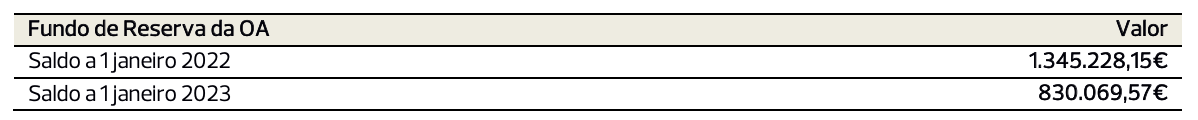 Fundo de Reserva da OA Valor
Saldo a 1 janeiro 2022 1.345.228,15€
Saldo a 1 janeiro 2023 830.069,57€